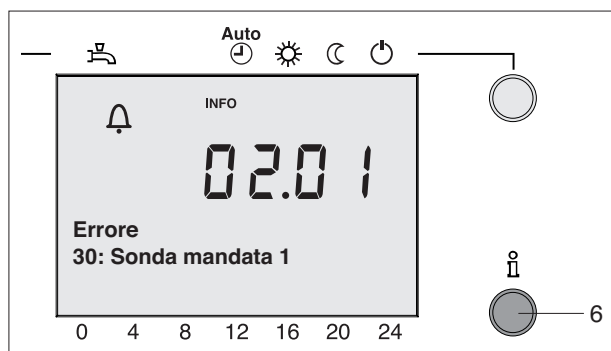 Auto
INFO
02.01
Errore
30: Sonda mandata 1
0 4 8 12 16 20 24
6